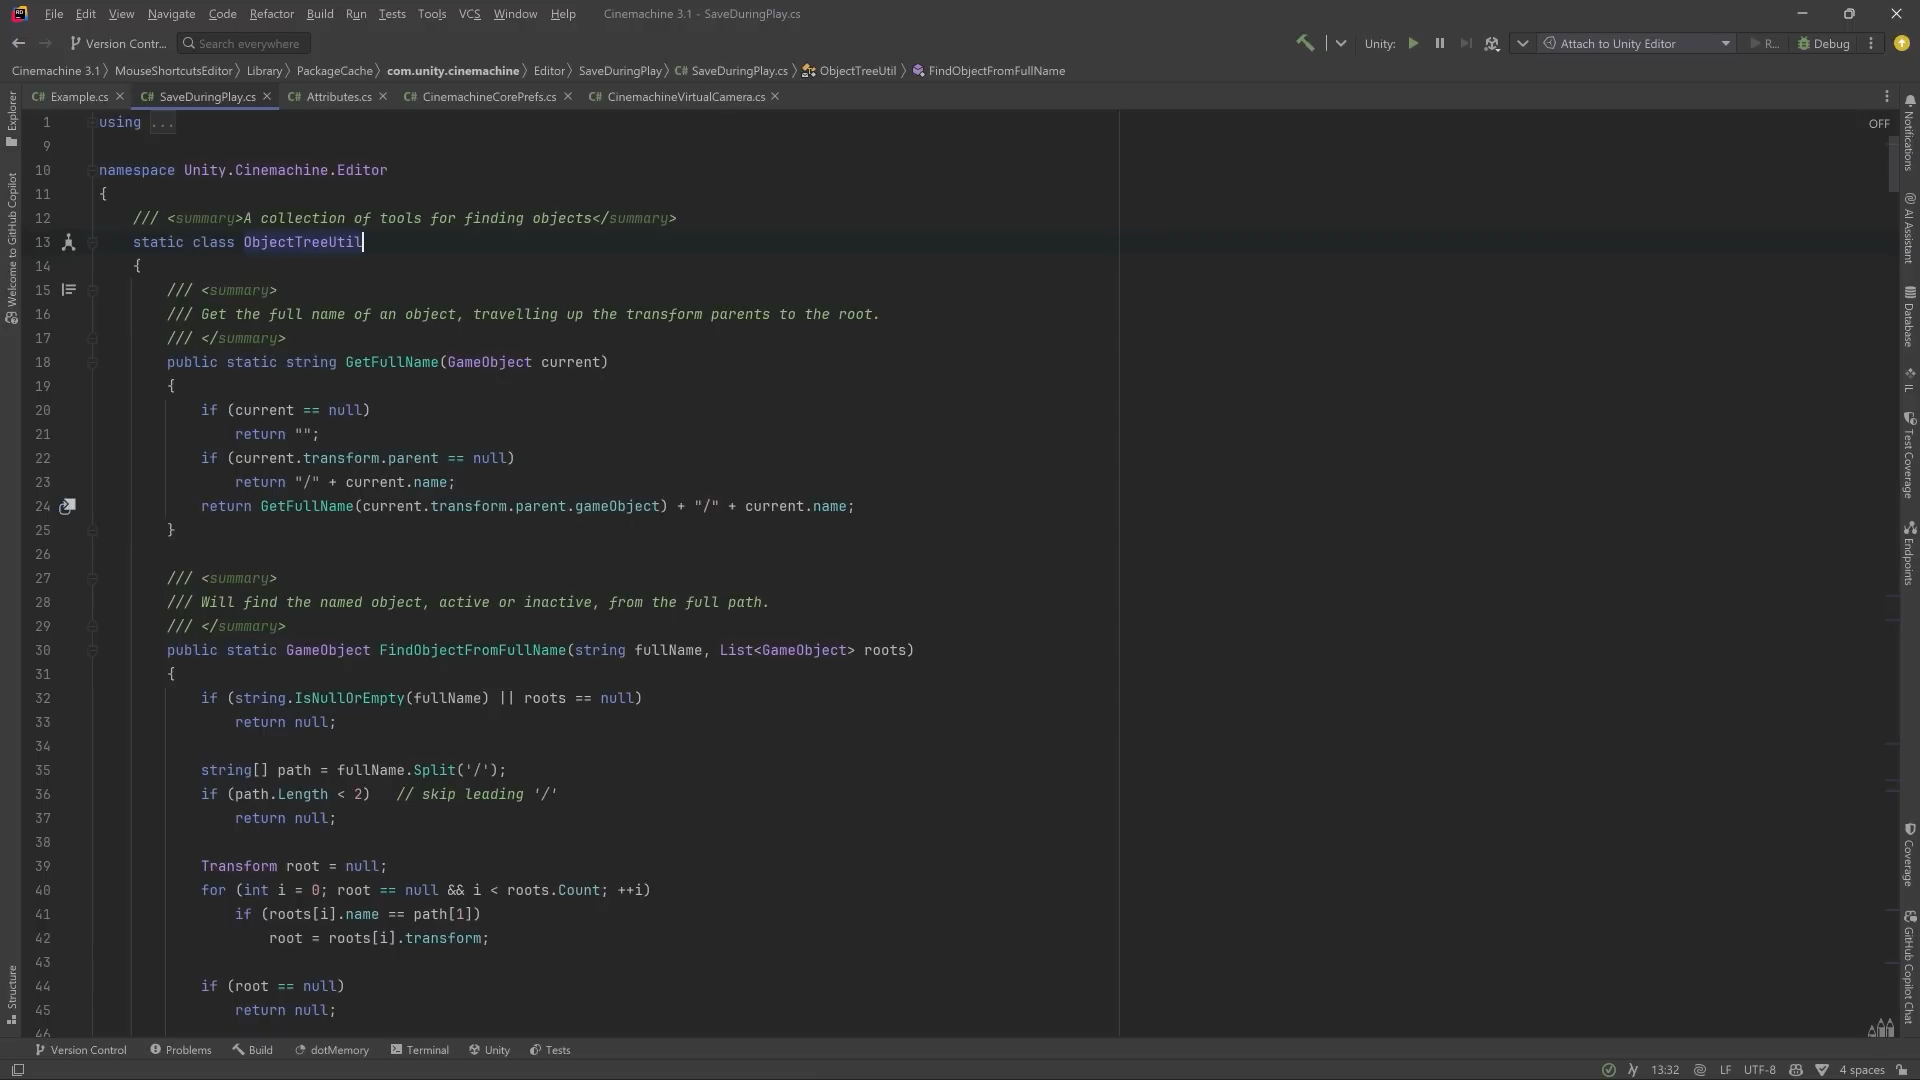 File Edit View Navigate Code Refactor Build Run Tests Tools VCS Window Help Cinemachine 3.1 - SaveDuringPlay.cs
Version Contr... Search everywhere Unity: Attach to Unity Editor R... Debug
Cinemachine 3.1 MouseShortcutsEditor Library PackageCache com.unity.cinemachine Editor SaveDuringPlay C# SaveDuringPlay.cs ObjectTreeUtil FindObjectFromFullName
C# Example.cs C# SaveDuringPlay.cs C# Attributes.cs C# CinemachineCorePrefs.cs C# CinemachineVirtualCamera.cs
OFF
1 using ...
9
10 namespace Unity.Cinemachine.Editor
11 {
12 /// <summary>A collection of tools for finding objects</summary>
13 static class ObjectTreeUtil
14 {
15 /// <summary>
16 /// Get the full name of an object, travelling up the transform parents to the root.
17 /// </summary>
18 public static string GetFullName(GameObject current)
19 {
20 if (current == null)
21 return "";
22 if (current.transform.parent == null)
23 return "/" + current.name;
24 return GetFullName(current.transform.parent.gameObject) + "/" + current.name;
25 }
26
27 /// <summary>
28 /// Will find the named object, active or inactive, from the full path.
29 /// </summary>
30 public static GameObject FindObjectFromFullName(string fullName, List<GameObject> roots)
31 {
32 if (string.IsNullOrEmpty(fullName) || roots == null)
33 return null;
34
35 string[] path = fullName.Split('/');
36 if (path.Length < 2) // skip leading '/'
37 return null;
38
39 Transform root = null;
40 for (int i = 0; root == null && i < roots.Count; ++i)
41 if (roots[i].name == path[1])
42 root = roots[i].transform;
43
44 if (root == null)
45 return null;
46
Explorer
Welcome to GitHub Copilot
Structure
Notifications
AI Assistant
Database
IL
Test Coverage
Endpoints
Coverage
GitHub Copilot Chat
Version Control Problems Build dotMemory Terminal Unity Tests
13:32 LF UTF-8 4 spaces